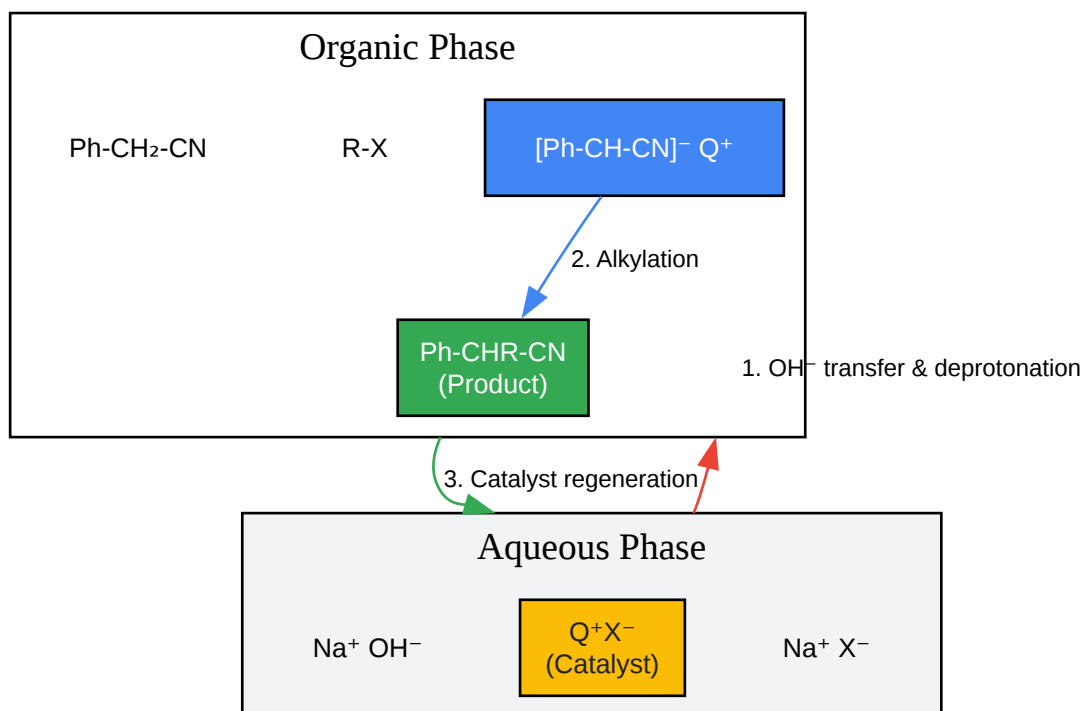 Organic Phase
Ph-CH₂-CN
R-X
[Ph-CH-CN]⁻ Q⁺
2. Alkylation
Ph-CHR-CN
(Product)
1. OH⁻ transfer & deprotonation
3. Catalyst regeneration
Aqueous Phase
Na⁺ OH⁻
Q⁺X⁻
(Catalyst)
Na⁺ X⁻